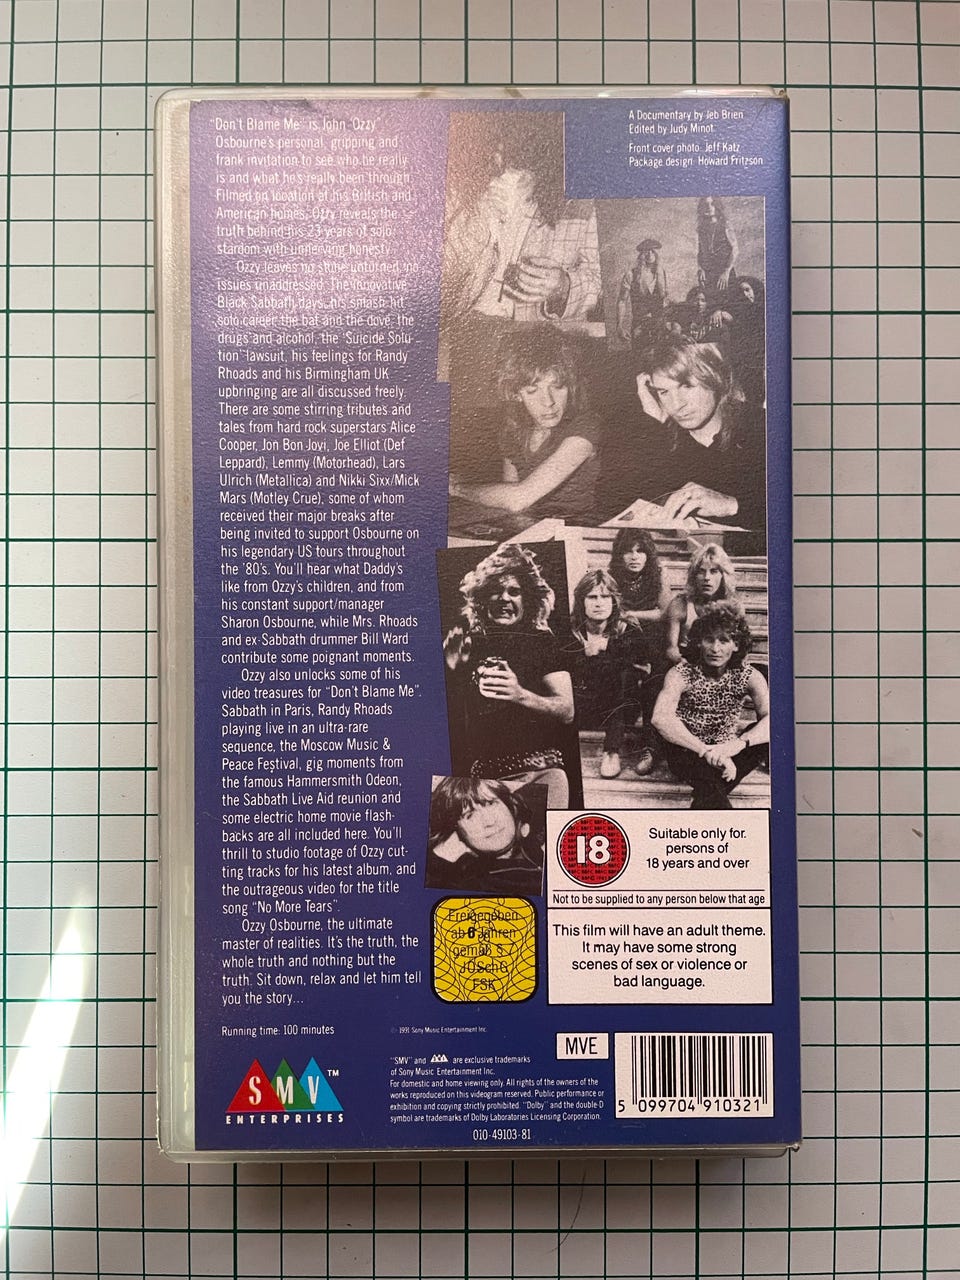 "Don't Blame Me" is John "Ozzy"
Osbourne's personal, gripping and
frank invitation to see who he really
is and what he's really been through.
Filmed on location at his British and
American homes, Ozzy reveals the
truth behind his 23 years of solo
stardom with unnerving honesty.
Ozzy leaves no stone unturned, no
issues unaddressed. The innovative
Black Sabbath days, his smash hit
solo career, the bat and the dove, the
drugs and alcohol, the 'Suicide Solu-
tion' lawsuit, his feelings for Randy
Rhoads and his Birmingham UK
upbringing are all discussed freely.
There are some stirring tributes and
tales from hard rock superstars Alice
Cooper, Jon Bon Jovi, Joe Elliot (Def
Leppard), Lemmy (Motorhead), Lars
Ulrich (Metallica) and Nikki Sixx/Mick
Mars (Motley Crue), some of whom
received their major breaks after
being invited to support Osbourne on
his legendary US tours throughout
the '80's. You'll hear what Daddy's
like from Ozzy's children, and from
his constant support/manager
Sharon Osbourne, while Mrs. Rhoads
and ex-Sabbath drummer Bill Ward
contribute some poignant moments.
Ozzy also unlocks some of his
video treasures for "Don't Blame Me".
Sabbath in Paris, Randy Rhoads
playing live in an ultra-rare
sequence, the Moscow Music &
Peace Festival, gig moments from
the famous Hammersmith Odeon,
the Sabbath Live Aid reunion and
some electric home movie flash-
backs are all included here. You'll
thrill to studio footage of Ozzy cut-
ting tracks for his latest album, and
the outrageous video for the title
song "No More Tears".
Ozzy Osbourne, the ultimate
master of realities. It's the truth, the
whole truth and nothing but the
truth. Sit down, relax and let him tell
you the story...
Running time: 100 minutes
SMV™
ENTERPRISES
A Documentary by Jeb Brien
Edited by Judy Minot
Front cover photo: Jeff Katz
Package design: Howard Fritzson
18
Suitable only for.
persons of
18 years and over
Not to be supplied to any person below that age
This film will have an adult theme.
It may have some strong
scenes of sex or violence or
bad language.
Freigegeben
ab 6 Jahren
gemäß § 7
JÖSchG
FSK
© 1991 Sony Music Entertainment Inc.
"SMV" and SMV are exclusive trademarks
of Sony Music Entertainment Inc.
For domestic and home viewing only. All rights of the owners of the
works reproduced on this videogram reserved. Public performance or
exhibition and copying strictly prohibited. "Dolby" and the double-D
symbol are trademarks of Dolby Laboratories Licensing Corporation.
010-49103-81
MVE
5 099704 910321